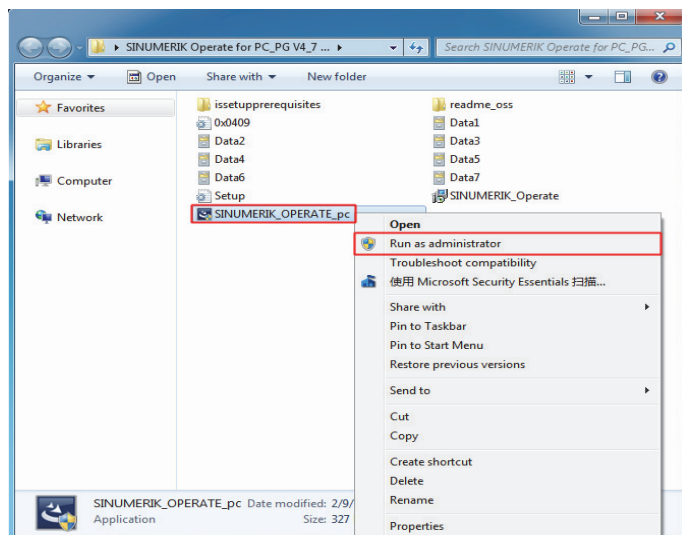 SINUMERIK Operate for PC_PG V4_7 ...
Search SINUMERIK Operate for PC_PG...
Organize Open Share with New folder
Favorites
Libraries
Computer
Network
issetupprerequisites
readme_oss
0x0409
Data1
Data2
Data3
Data4
Data5
Data6
Data7
Setup
SINUMERIK_Operate
SINUMERIK_OPERATE_pc
Open
Run as administrator
Troubleshoot compatibility
使用 Microsoft Security Essentials 扫描...
Share with
Pin to Taskbar
Pin to Start Menu
Restore previous versions
Send to
Cut
Copy
Create shortcut
Delete
Rename
Properties
SINUMERIK_OPERATE_pc Date modified: 2/9/
Application Size: 327